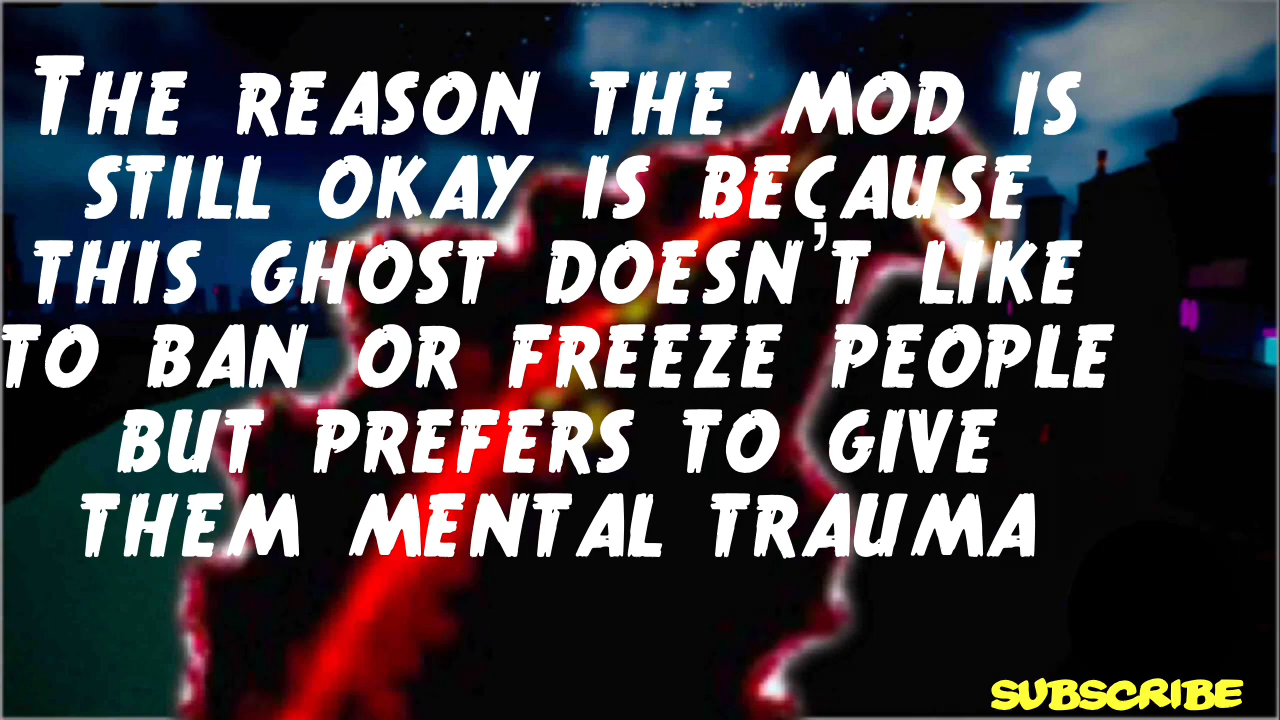 The reason the mod is
still okay is because
this ghost doesn't like
to ban or freeze people
but prefers to give
them mental trauma
SUBSCRIBE